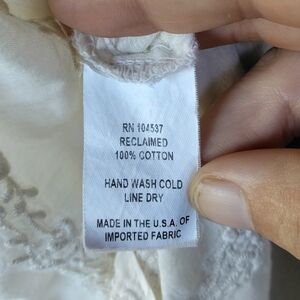 RN 104537
RECLAIMED
100% COTTON
HAND WASH COLD
LINE DRY
MADE IN THE U.S.A. OF
IMPORTED FABRIC